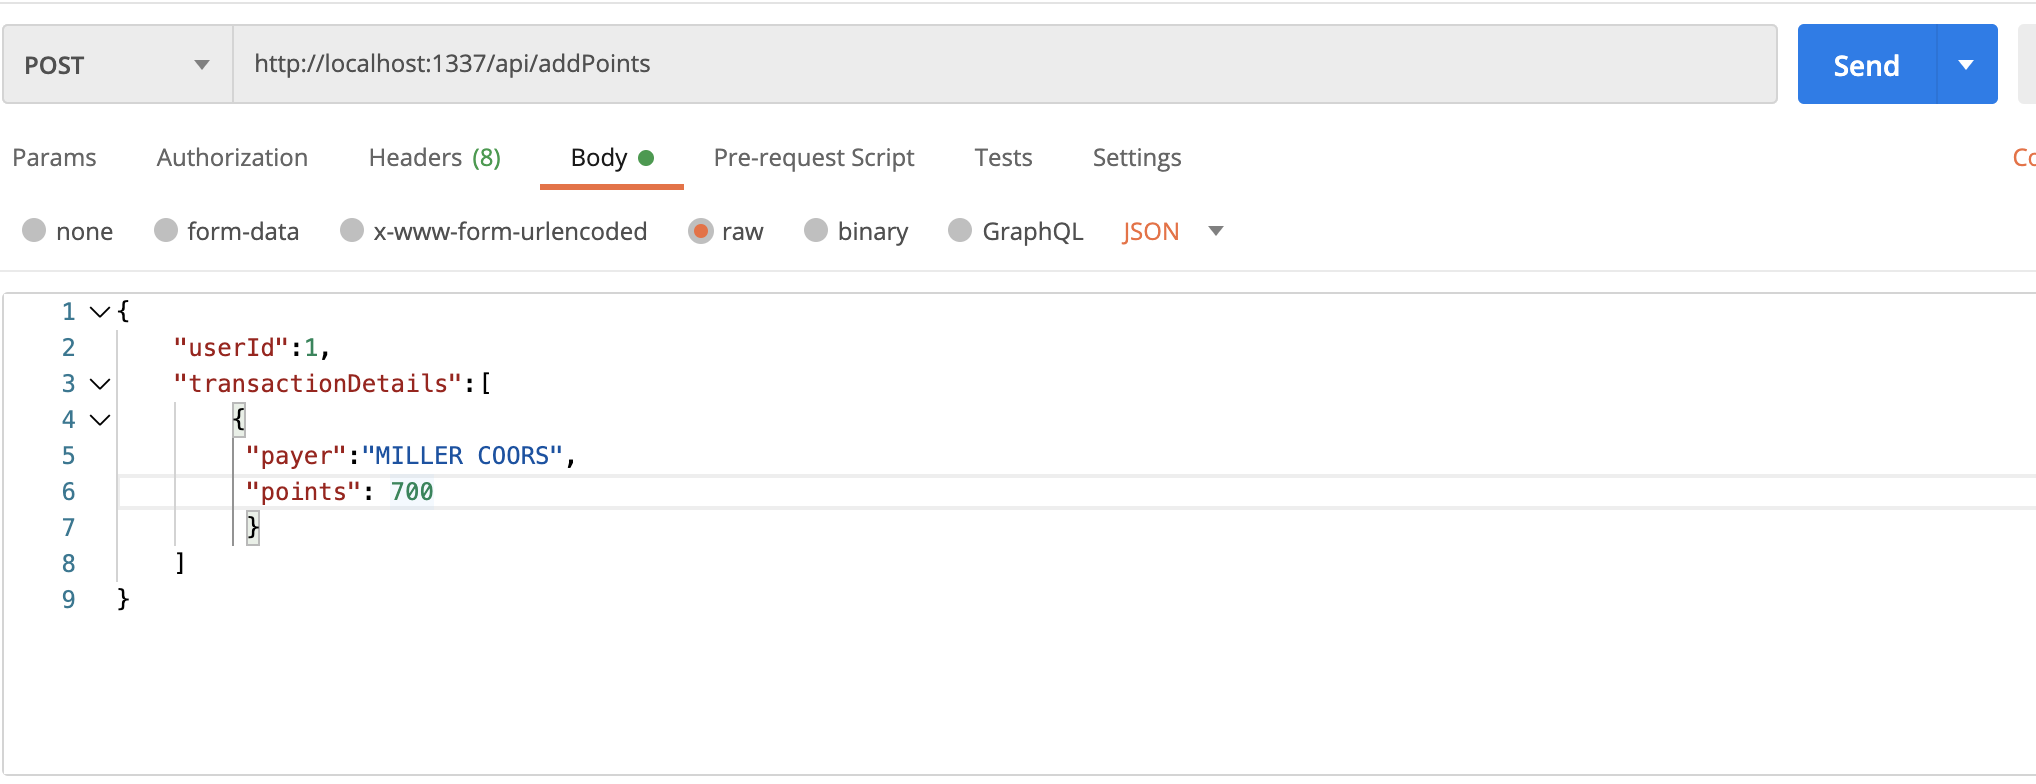 POST http://localhost:1337/api/addPoints Send
Params Authorization Headers (8) Body Pre-request Script Tests Settings
none form-data x-www-form-urlencoded raw binary GraphQL JSON
1 {
2 "userId":1,
3 "transactionDetails":[
4 {
5 "payer":"MILLER COORS",
6 "points": 700
7 }
8 ]
9 }